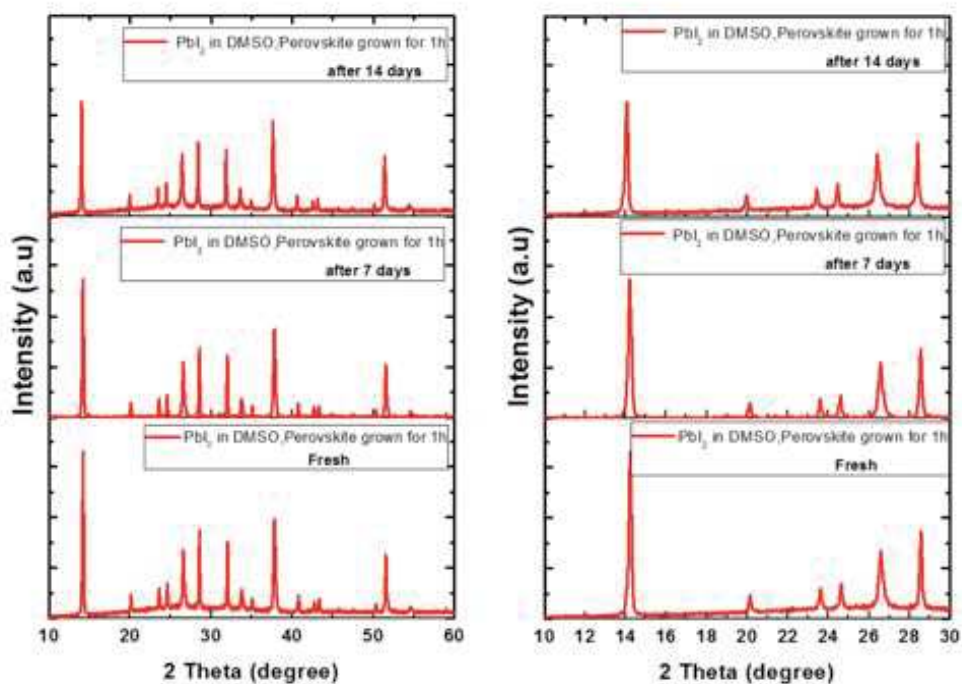 PbI₂ in DMSO,Perovskite grown for 1h
after 14 days
PbI₂ in DMSO,Perovskite grown for 1h
after 7 days
PbI₂ in DMSO,Perovskite grown for 1h
Fresh
Intensity (a.u)
10 20 30 40 50 60
2 Theta (degree)
PbI₂ in DMSO,Perovskite grown for 1h
after 14 days
PbI₂ in DMSO,Perovskite grown for 1h
after 7 days
PbI₂ in DMSO,Perovskite grown for 1h
Fresh
Intensity (a.u)
10 12 14 16 18 20 22 24 26 28 30
2 Theta (degree)